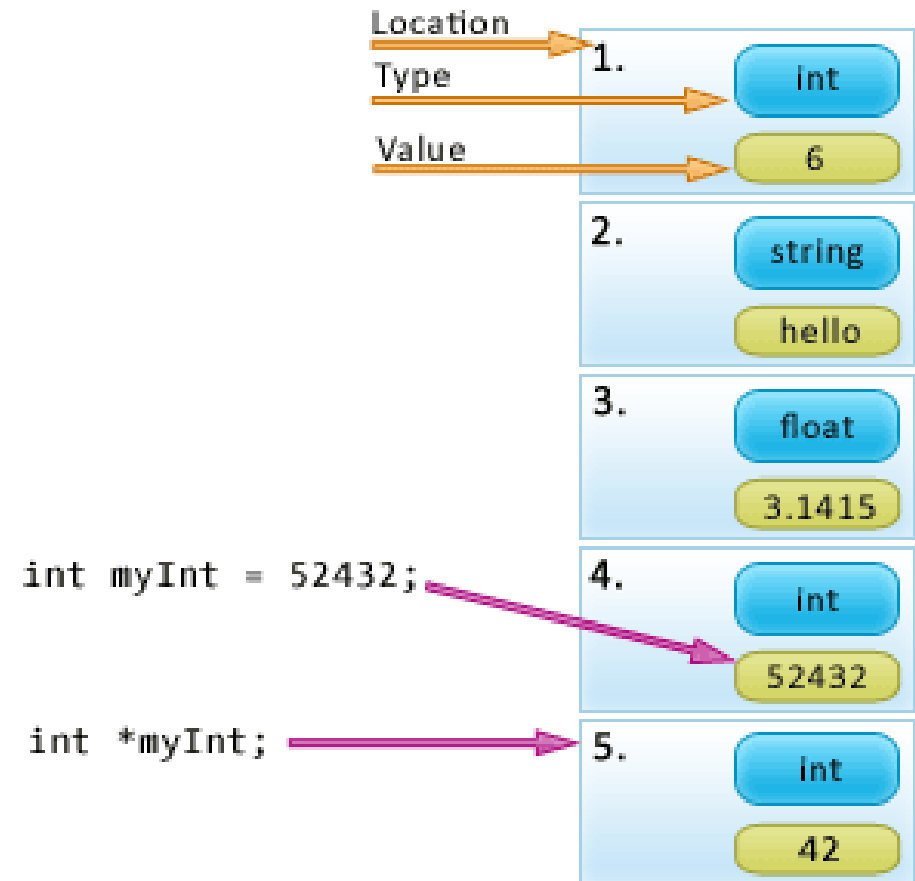 Location
1.
int
Type
Value
6
2.
string
hello
3.
float
3.1415
int myInt = 52432;
4.
int
52432
int *myInt;
5.
int
42